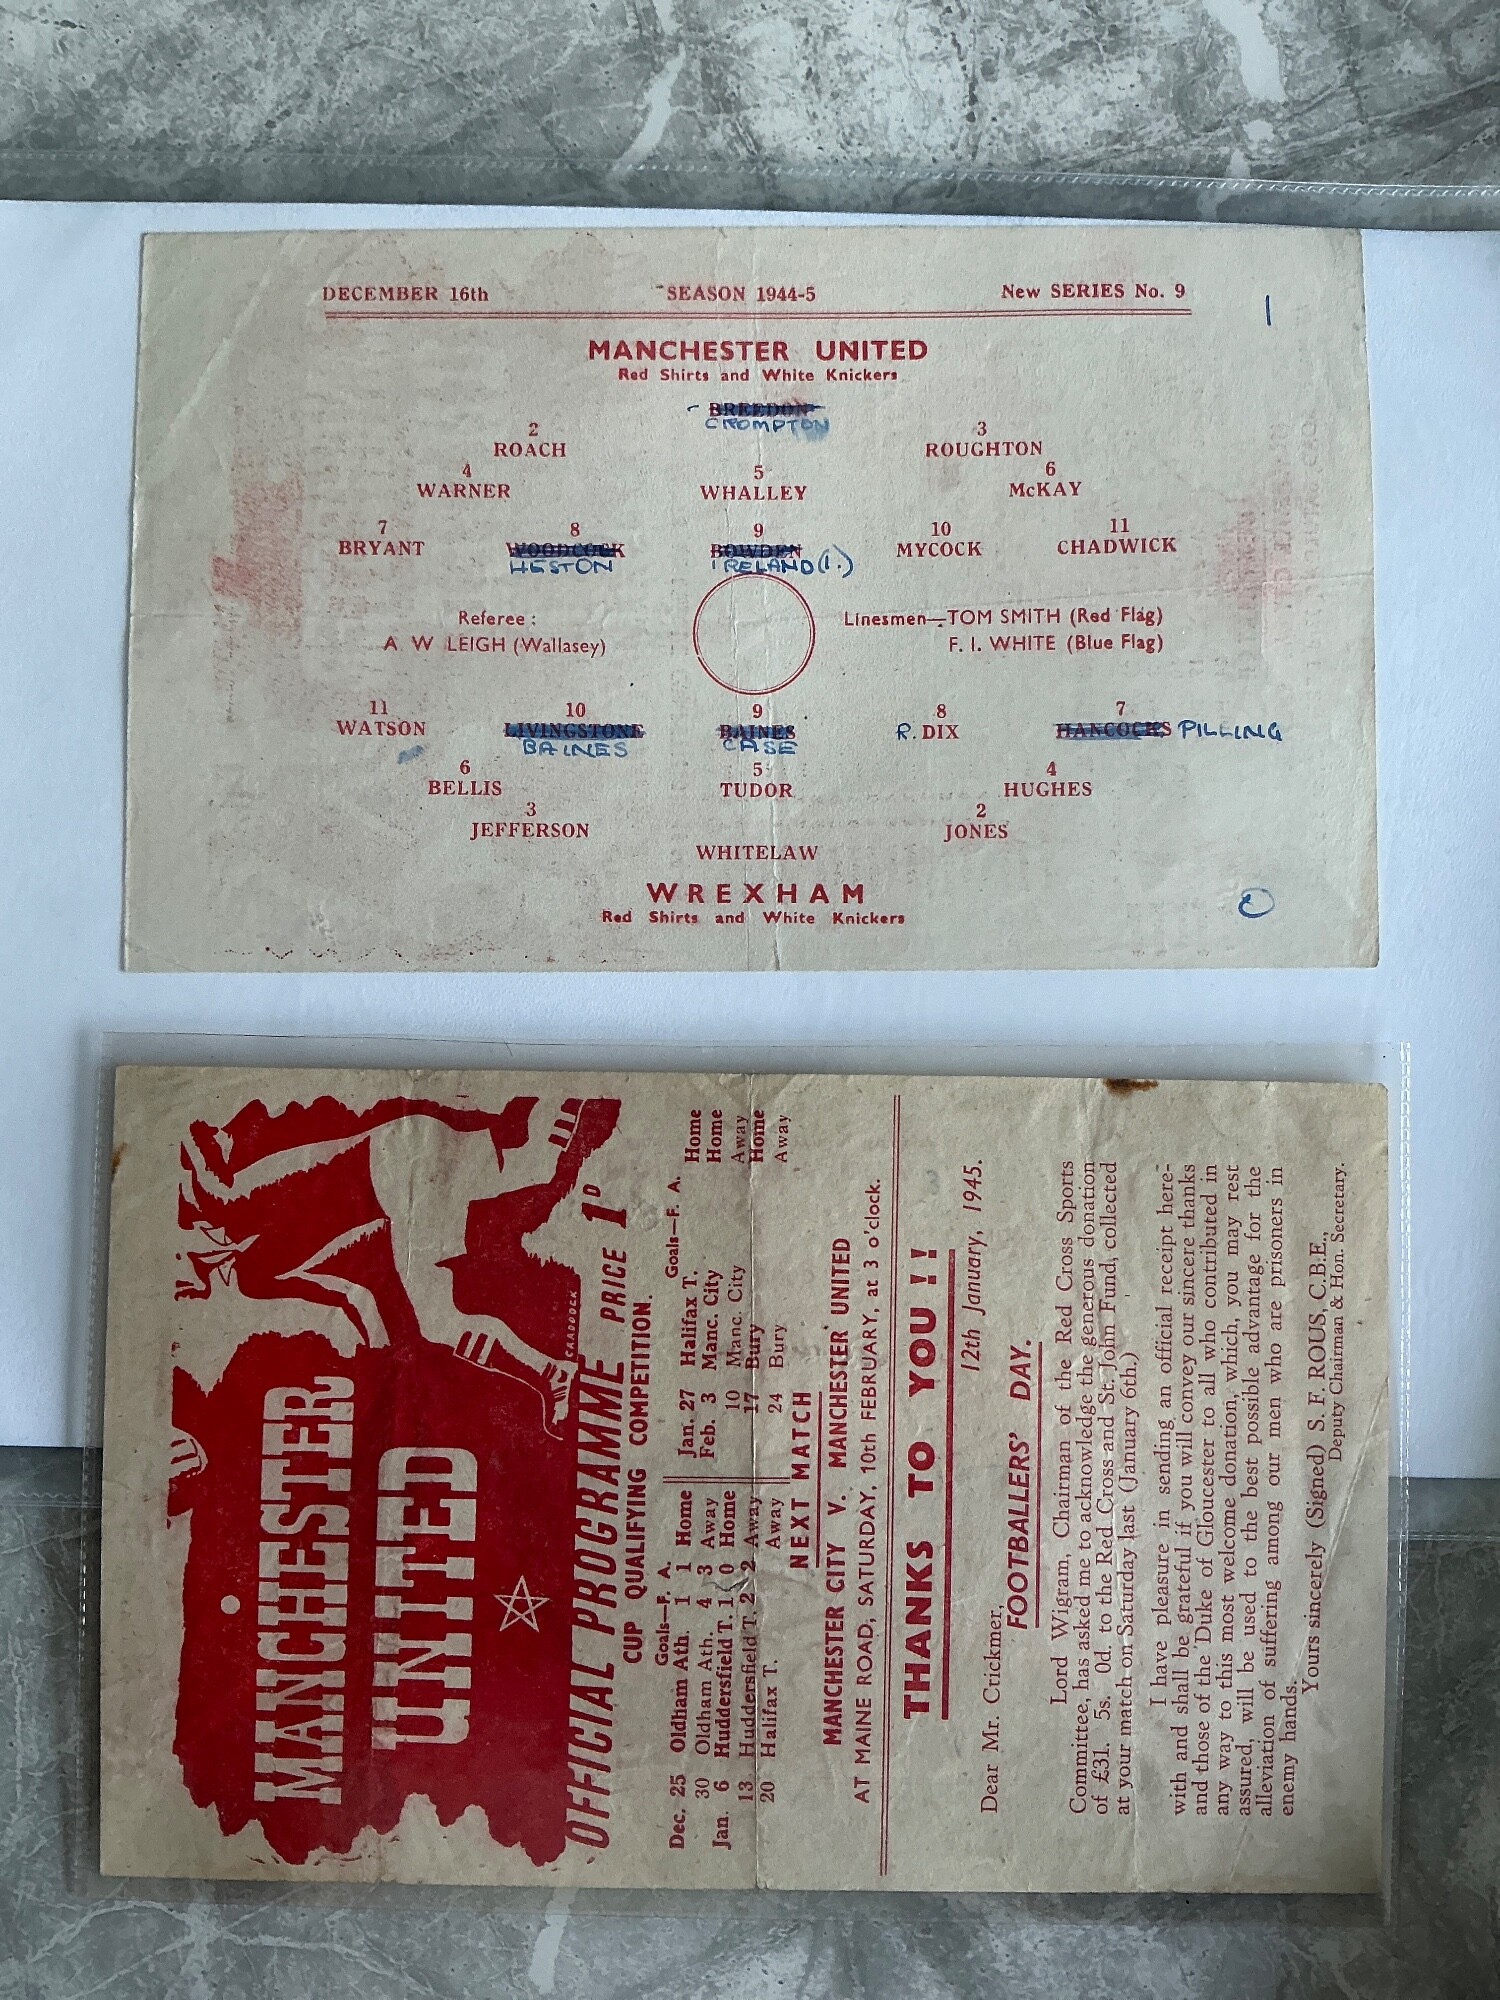 DECEMBER 16th SEASON 1944-5 New SERIES No. 9
1
MANCHESTER UNITED
Red Shirts and White Knickers
BREEDON
CROMPTON
2 3
ROACH ROUGHTON
4 5 6
WARNER WHALLEY McKAY
7 8 9 10 11
BRYANT WOODCOCK BOWDEN MYCOCK CHADWICK
HESTON IRELAND (1.)
Referee : Linesmen—TOM SMITH (Red Flag)
A W LEIGH (Wallasey) F. I. WHITE (Blue Flag)
11 10 9 8 7
WATSON LIVINGSTONE BAINES R. DIX HANCOCKS PILLING
BAINES CASE
6 5 4
BELLIS TUDOR HUGHES
3 2
JEFFERSON JONES
WHITELAW
WREXHAM
Red Shirts and White Knickers
0
MANCHESTER
UNITED
CRADDOCK
OFFICIAL PROGRAMME PRICE 1D
CUP QUALIFYING COMPETITION.
Goals—F. A. Goals—F. A.
Dec. 25 Oldham Ath. 1 1 Home Jan. 27 Halifax T. Home
30 Oldham Ath. 4 3 Away Feb. 3 Manc. City Home
Jan. 6 Huddersfield T. 1 0 Home 10 Manc. City Away
13 Huddersfield T. 2 2 Away 17 Bury Home
20 Halifax T. Away 24 Bury Away
NEXT MATCH
MANCHESTER CITY V. MANCHESTER UNITED
AT MAINE ROAD, SATURDAY, 10th FEBRUARY, at 3 o'clock.
THANKS TO YOU ! !
12th January, 1945.
Dear Mr. Crickmer,
FOOTBALLERS' DAY.
Lord Wigram, Chairman of the Red Cross Sports
Committee, has asked me to acknowledge the generous donation
of £31. 5s. 0d. to the Red Cross and St. John Fund, collected
at your match on Saturday last (January 6th.)
I have pleasure in sending an official receipt here-
with and shall be grateful if you will convey our sincere thanks
and those of the Duke of Gloucester to all who contributed in
any way to this most welcome donation, which, you may rest
assured, will be used to the best possible advantage for the
alleviation of suffering among our men who are prisoners in
enemy hands.
Yours sincerely (Signed) S. F. ROUS, C.B.E.,
Deputy Chairman & Hon. Secretary.